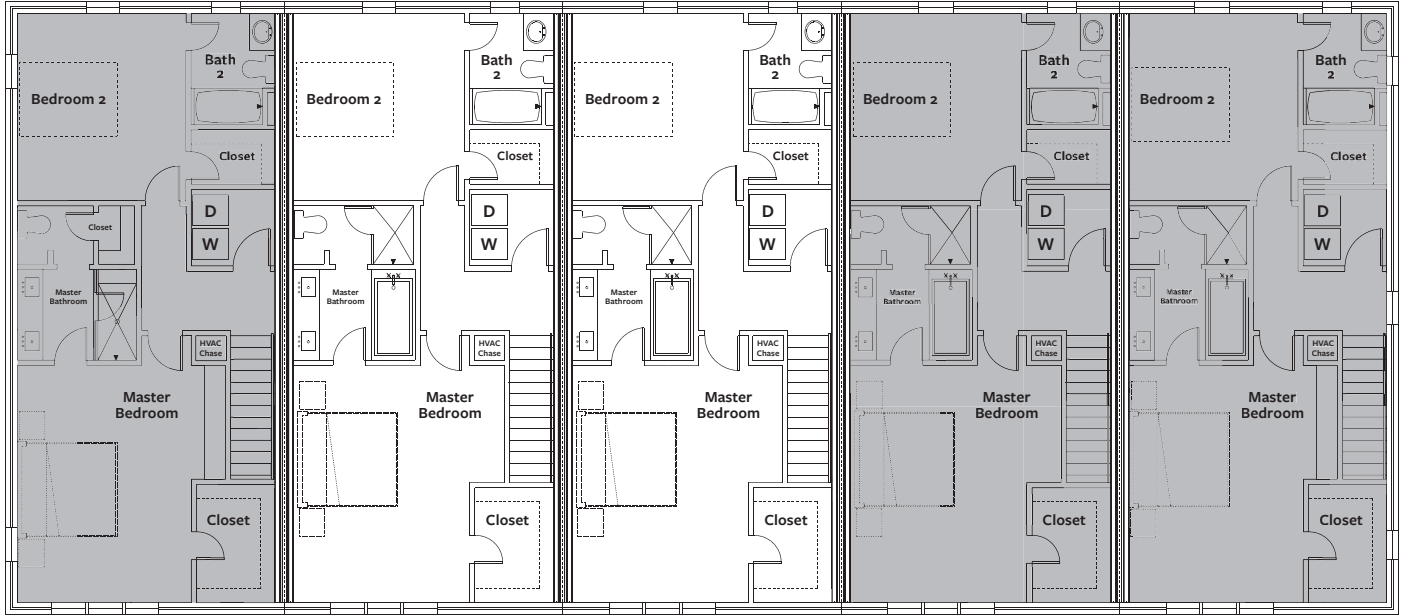 Bath
2
Bedroom 2
Closet
D
W
Closet
Master
Bathroom
HVAC
Chase
Master
Bedroom
Closet
Bath
2
Bedroom 2
Closet
D
W
Master
Bathroom
HVAC
Chase
Master
Bedroom
Closet
Bath
2
Bedroom 2
Closet
D
W
Master
Bathroom
HVAC
Chase
Master
Bedroom
Closet
Bath
2
Bedroom 2
Closet
D
W
Master
Bathroom
HVAC
Chase
Master
Bedroom
Closet
Bath
2
Bedroom 2
Closet
D
W
Master
Bathroom
HVAC
Chase
Master
Bedroom
Closet